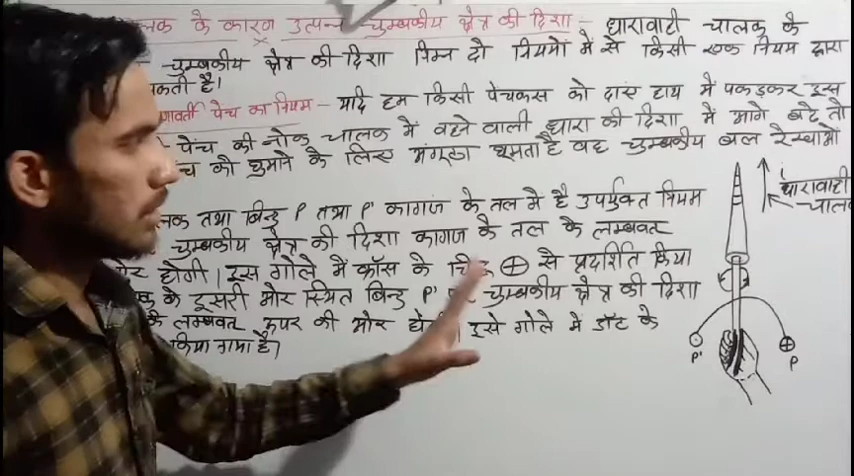 के कारण उत्पन्न चुम्बकीय क्षेत्र की दिशा - धारावाही चालक के
चुम्बकीय क्षेत्र की दिशा निम्न दो नियमों में से किसी एक नियम द्वारा
सकती है।
पेंच का नियम - यदि हम किसी पेचकस को दाएं हाथ में पकड़कर इस
पेंच की नोक चालक में बहने वाली धारा की दिशा में आगे बढे तो
को घुमाने के लिए अंगूठा घूमता है वह चुम्बकीय बल रेखाओं
i
धारावाही
चालक
तथा बिन्दु P तथा P' कागज के तल में है उपर्युक्त नियम
चुम्बकीय क्षेत्र की दिशा कागज के तल के लम्बवत
होगी। इस गोले में क्रॉस के चिन्ह ⊕ से प्रदर्शित किया
के दूसरी ओर स्थित बिन्दु P' पर चुम्बकीय क्षेत्र की दिशा
के लम्बवत ऊपर की ओर होगी। इसे गोले में डॉट के
किया गया है।
⊙ ⊕
P' P